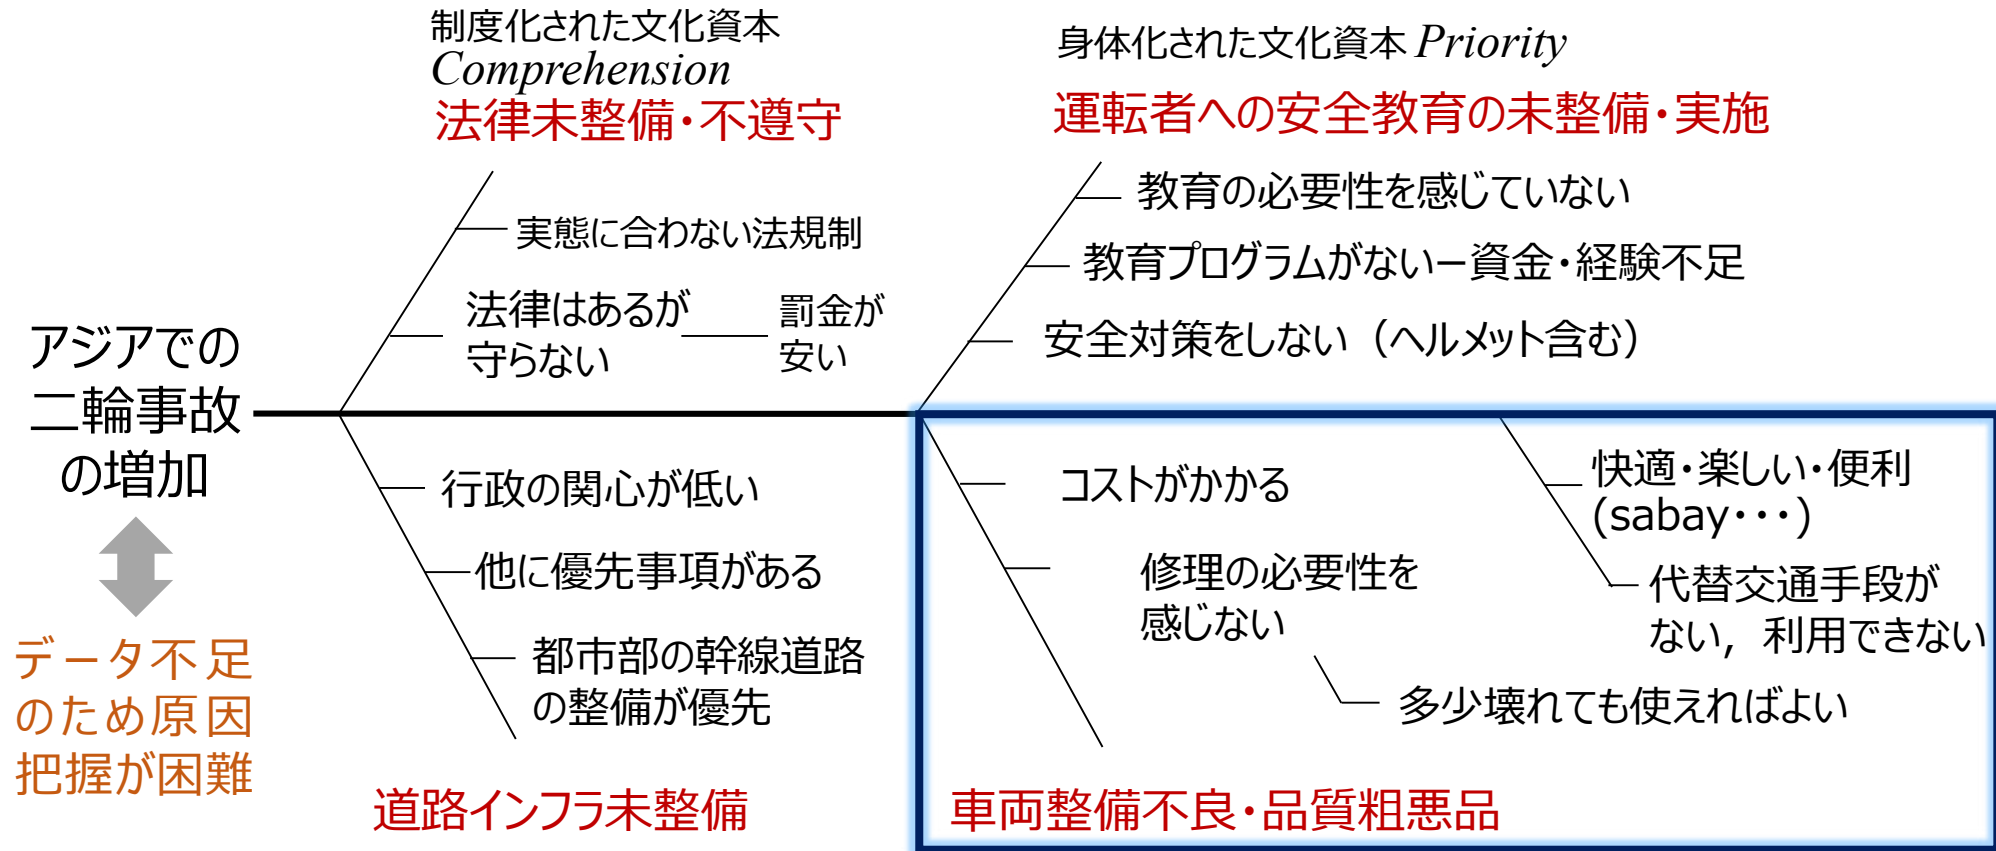 制度化された文化資本
Comprehension
法律未整備・不遵守
実態に合わない法規制
法律はあるが
守らない
罰金が
安い
身体化された文化資本 Priority
運転者への安全教育の未整備・実施
教育の必要性を感じていない
教育プログラムがないー資金・経験不足
安全対策をしない（ヘルメット含む）
アジアでの
二輪事故
の増加
データ不足
のため原因
把握が困難
行政の関心が低い
他に優先事項がある
都市部の幹線道路
の整備が優先
道路インフラ未整備
コストがかかる
修理の必要性を
感じない
多少壊れても使えればよい
快適・楽しい・便利
(sabay・・・)
代替交通手段が
ない，利用できない
車両整備不良・品質粗悪品